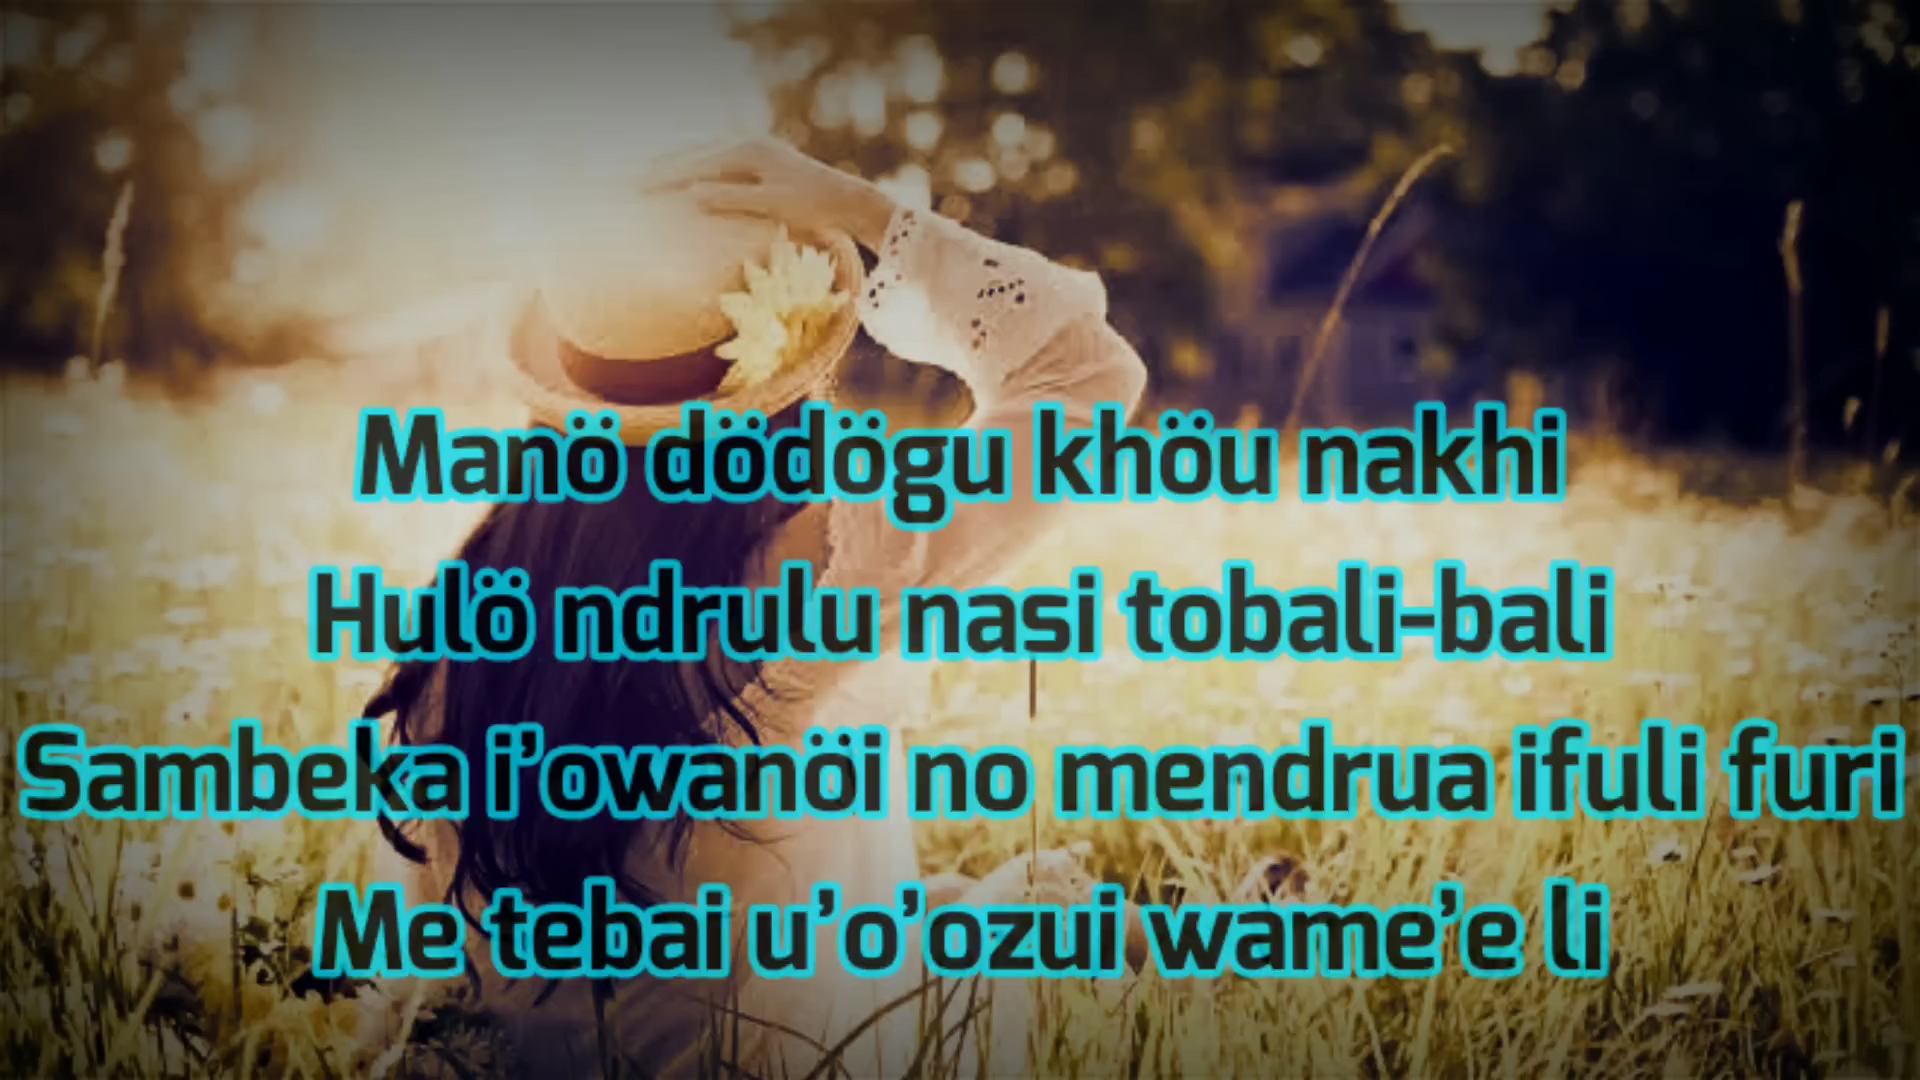 Manö dödögu khöu nakhi
Hulö ndrulu nasi tobali-bali
Sambeka i’owanöi no mendrua ifuli furi
Me tebai u’o’ozui wame’e li